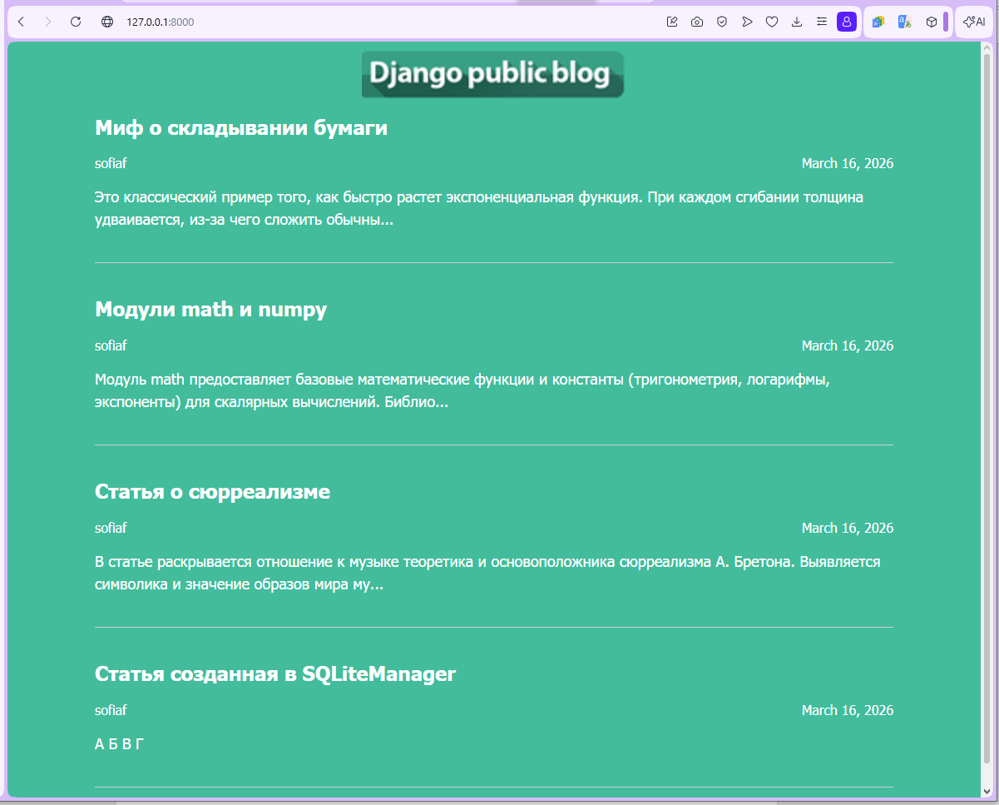 127.0.0.1:8000
AI
Django public blog
Миф о складывании бумаги
sofiaf
March 16, 2026
Это классический пример того, как быстро растет экспоненциальная функция. При каждом сгибании толщина
удваивается, из-за чего сложить обычны...
Модули math и numpy
sofiaf
March 16, 2026
Модуль math предоставляет базовые математические функции и константы (тригонометрия, логарифмы,
экспоненты) для скалярных вычислений. Библио...
Статья о сюрреализме
sofiaf
March 16, 2026
В статье раскрывается отношение к музыке теоретика и основоположника сюрреализма А. Бретона. Выявляется
символика и значение образов мира му...
Статья созданная в SQLiteManager
sofiaf
March 16, 2026
А Б В Г